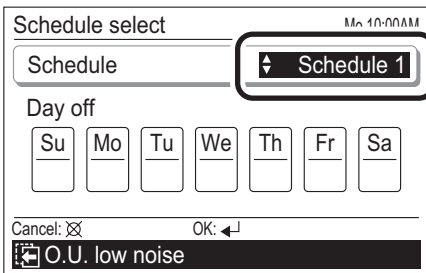 Schedule select Mo 10:00AM
Schedule Schedule 1
Day off
Su Mo Tu We Th Fr Sa
Cancel: OK:
O.U. low noise